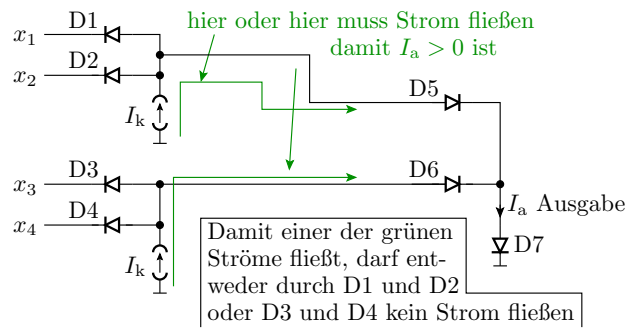 D1
hier oder hier muss Strom fließen
damit Iₐ > 0 ist
x₁
D2
x₂
D5
Iₖ
D3
D6
x₃
D4
Iₐ Ausgabe
x₄
Damit einer der grünen
Ströme fließt, darf ent-
weder durch D1 und D2
oder D3 und D4 kein Strom fließen
D7
Iₖ